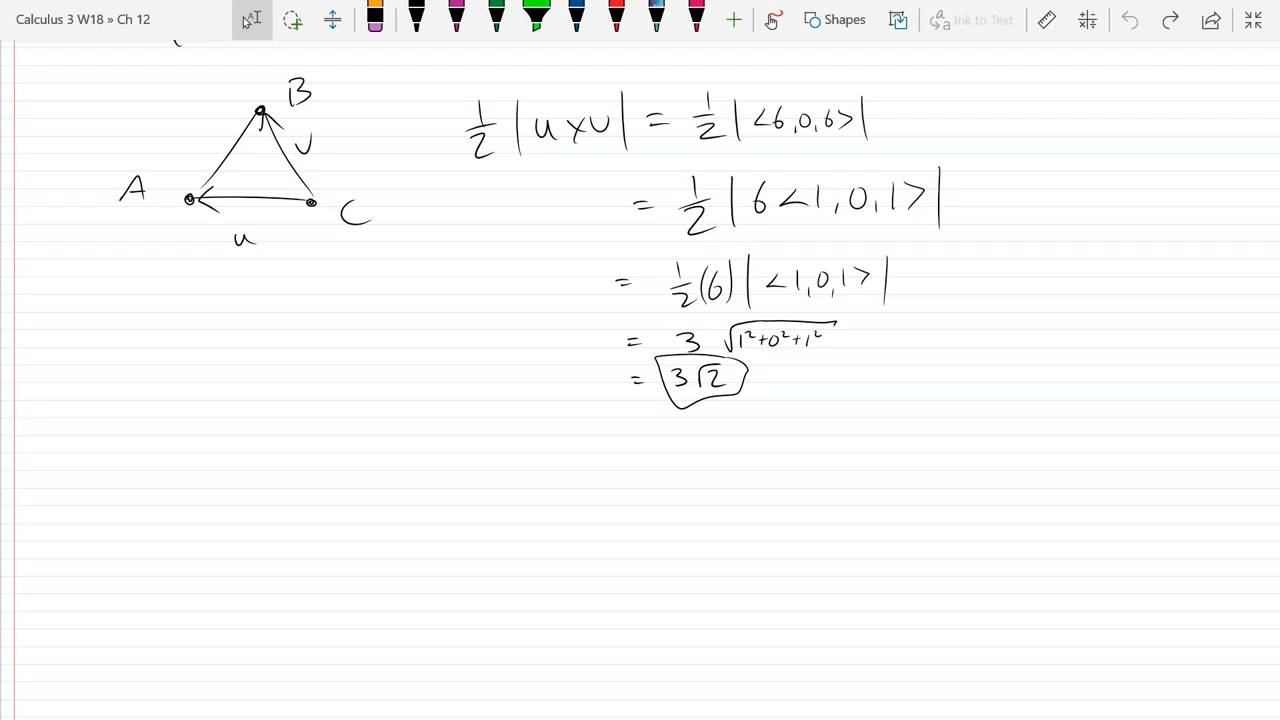 Calculus 3 W18 » Ch 12
Shapes
Ink to Text
B
v
A
C
u
1/2 |u×v| = 1/2 |<6,0,6>|
= 1/2 |6<1,0,1>|
= 1/2(6)|<1,0,1>|
= 3 √1²+0²+1²
= 3√2